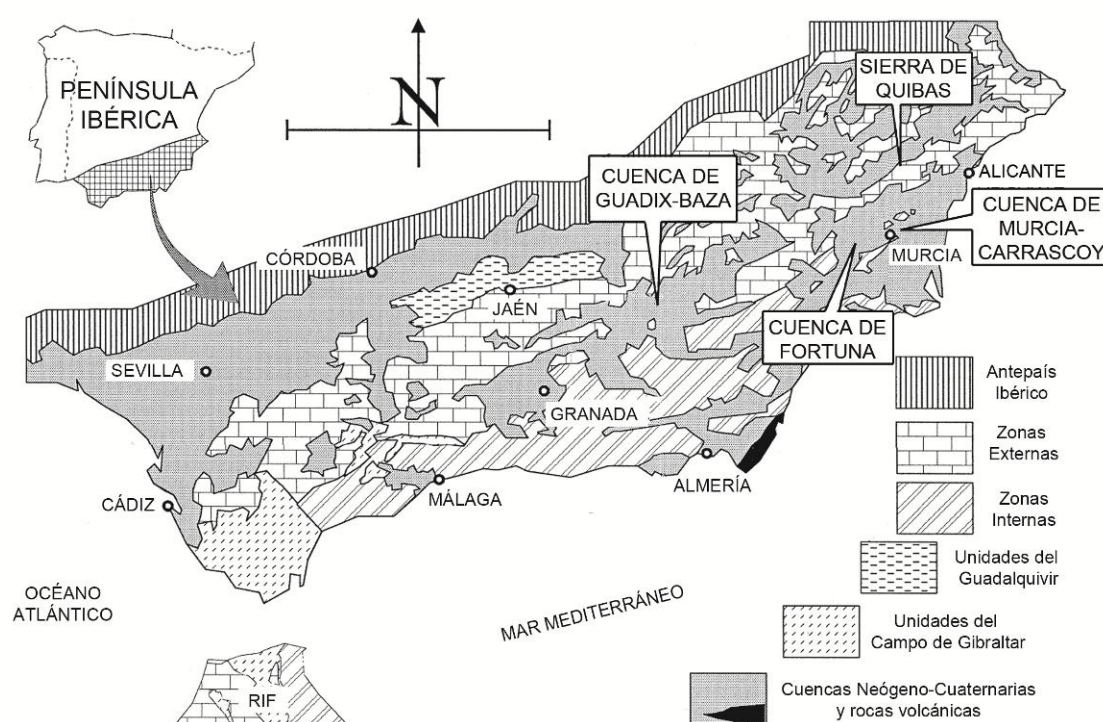 PENÍNSULA
IBÉRICA
N
SIERRA DE
QUIBAS
CUENCA DE
GUADIX-BAZA
ALICANTE
CUENCA DE
MURCIA-
CARRASCOY
MURCIA
CÓRDOBA
JAÉN
CUENCA DE
FORTUNA
SEVILLA
GRANADA
Antepaís
Ibérico
Zonas
Externas
ALMERÍA
MÁLAGA
CÁDIZ
Zonas
Internas
Unidades del
Guadalquivir
OCÉANO
ATLÁNTICO
MAR MEDITERRÁNEO
Unidades del
Campo de Gibraltar
RIF
Cuencas Neógeno-Cuaternarias
y rocas volcánicas